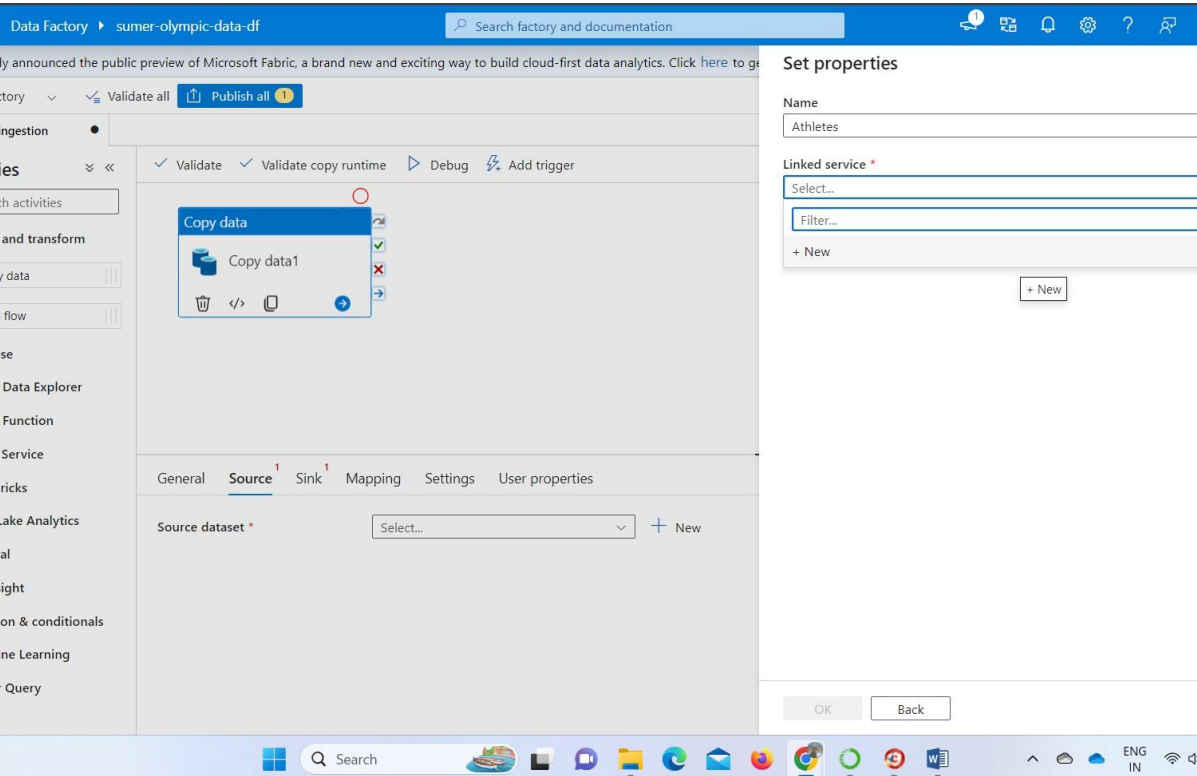 Data Factory ▸ sumer-olympic-data-df
Search factory and documentation
1
ly announced the public preview of Microsoft Fabric, a brand new and exciting way to build cloud-first data analytics. Click here to ge
ctory
Validate all
Publish all 1
ingestion
ies
ch activities
and transform
y data
flow
se
Data Explorer
Function
Service
ricks
Lake Analytics
al
sight
on & conditionals
ine Learning
r Query
Validate
Validate copy runtime
Debug
Add trigger
Copy data
Copy data1
General
Source 1
Sink 1
Mapping
Settings
User properties
Source dataset *
Select...
+ New
Set properties
Name
Athletes
Linked service *
Select...
Filter...
+ New
+ New
OK
Back
Search
ENG
IN